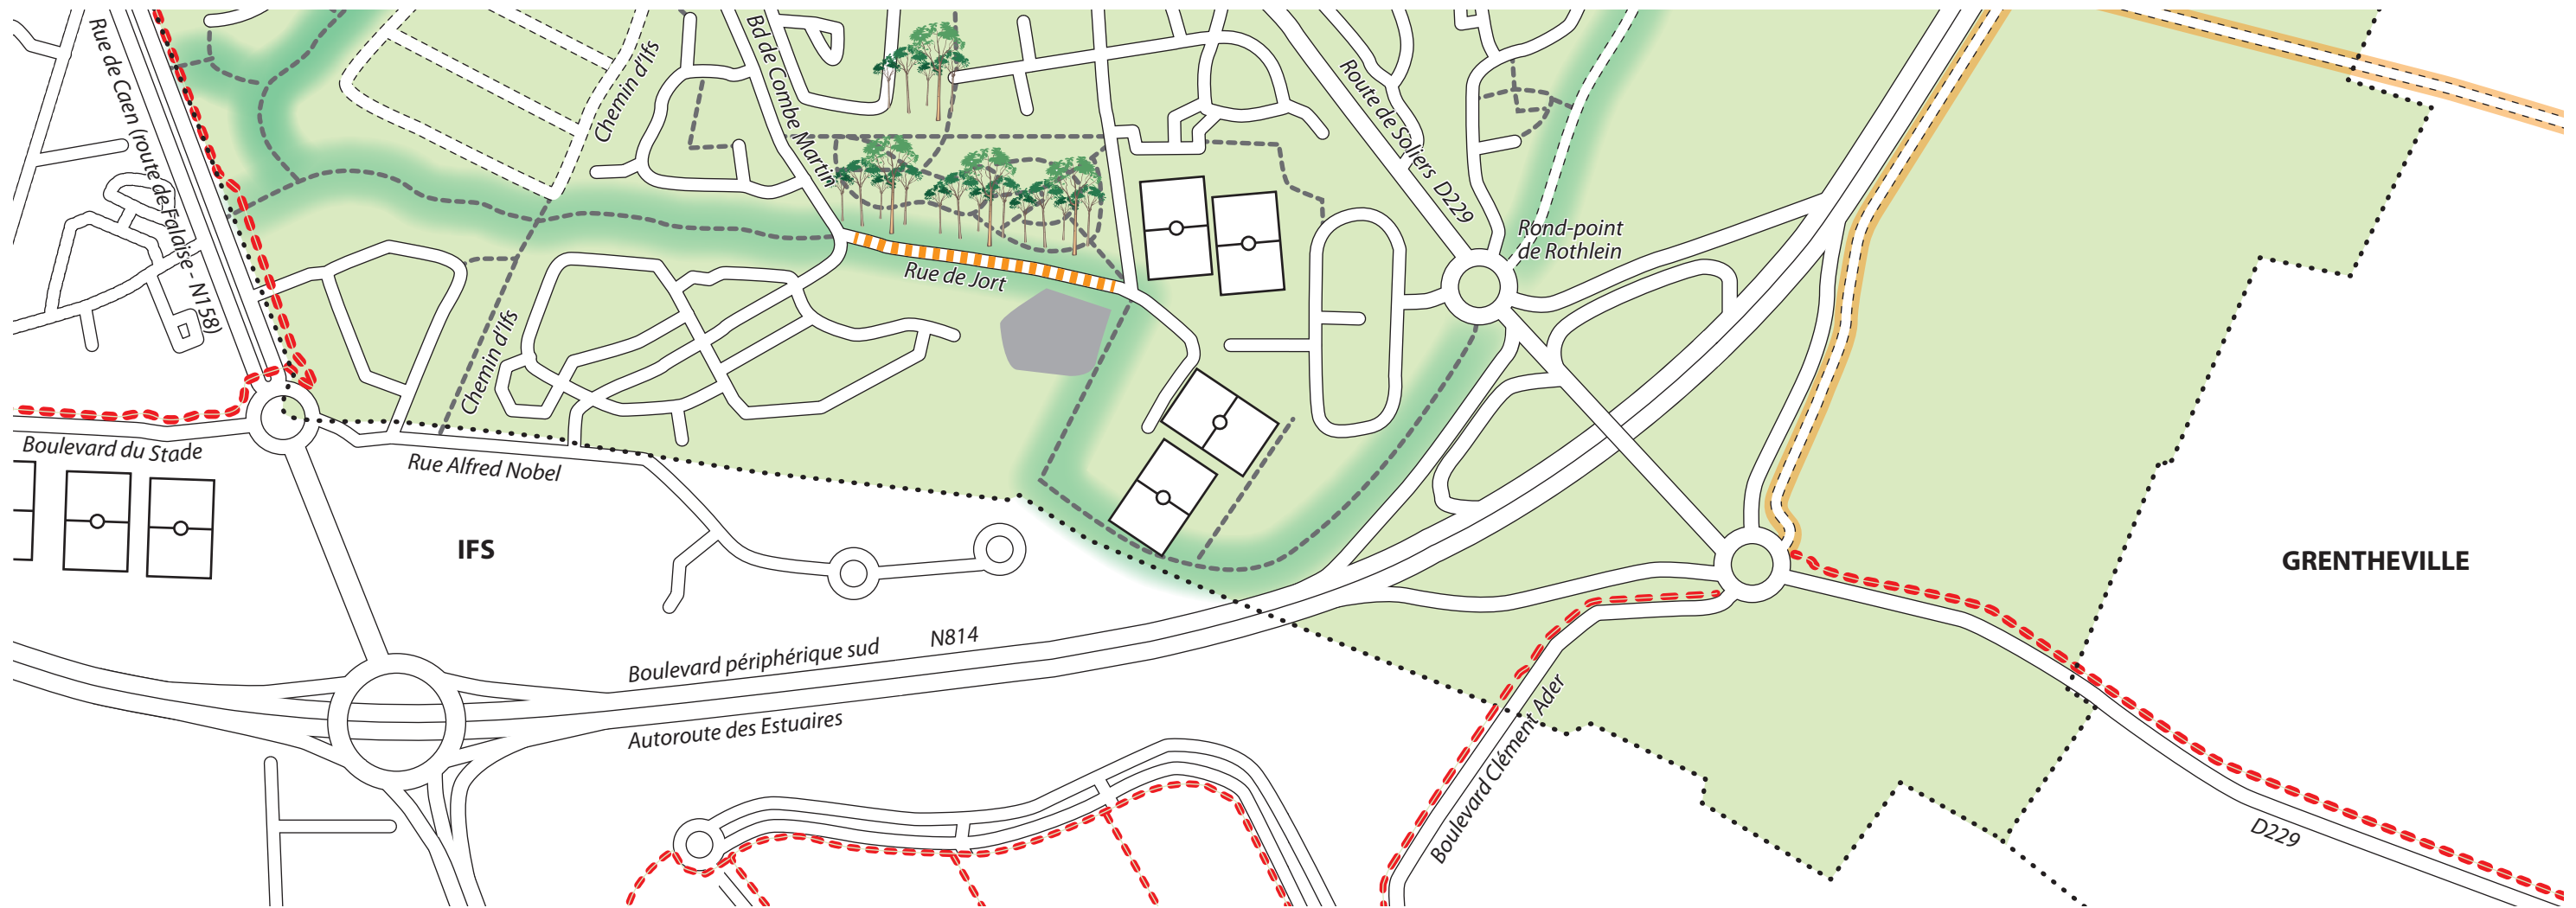 Rue de Caen (route de Falaise - N158)
Chemin d'Ifs
Bd de Combe Martin
Route de Soliers D229
Rond-point
de Rothlein
Rue de Jort
Chemin d'Ifs
Boulevard du Stade
Rue Alfred Nobel
IFS
GRENTHEVILLE
Boulevard périphérique sud N814
Autoroute des Estuaires
Boulevard Clément Ader
D229